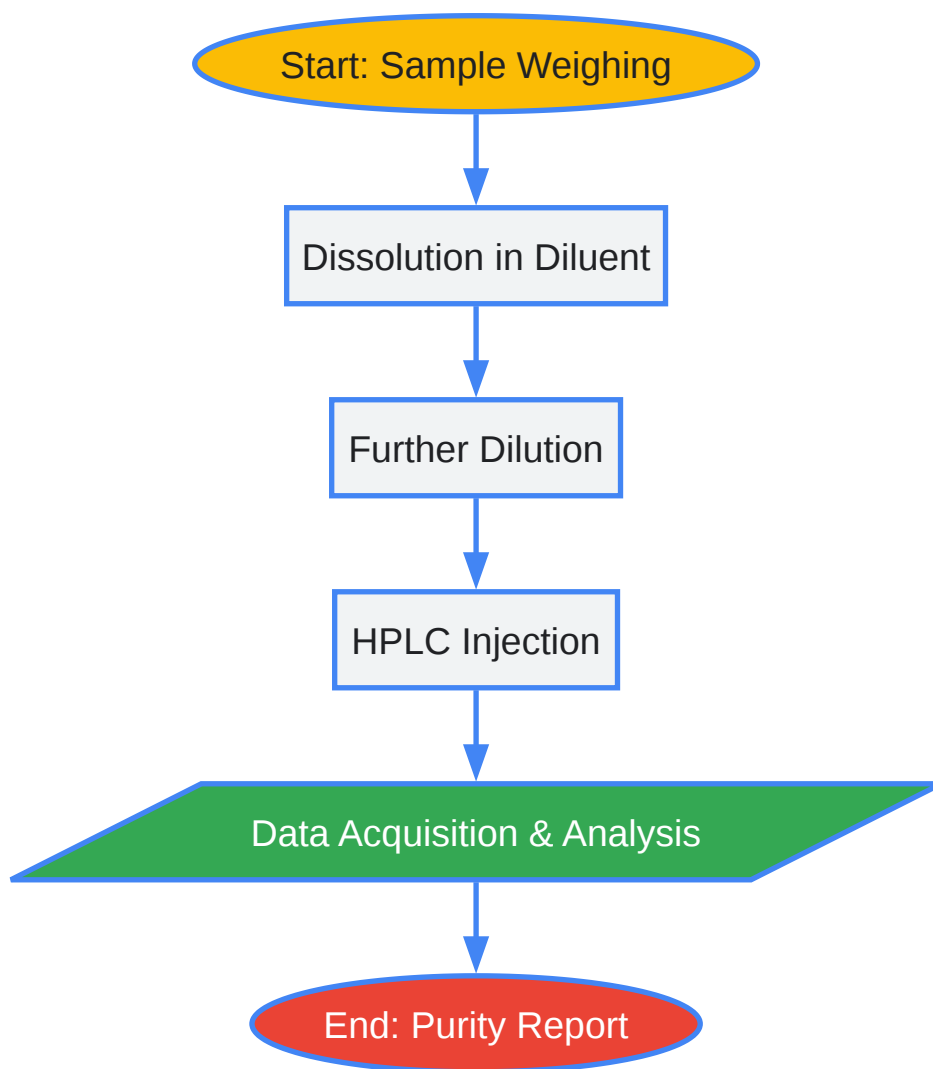 Start: Sample Weighing
Dissolution in Diluent
Further Dilution
HPLC Injection
Data Acquisition & Analysis
End: Purity Report